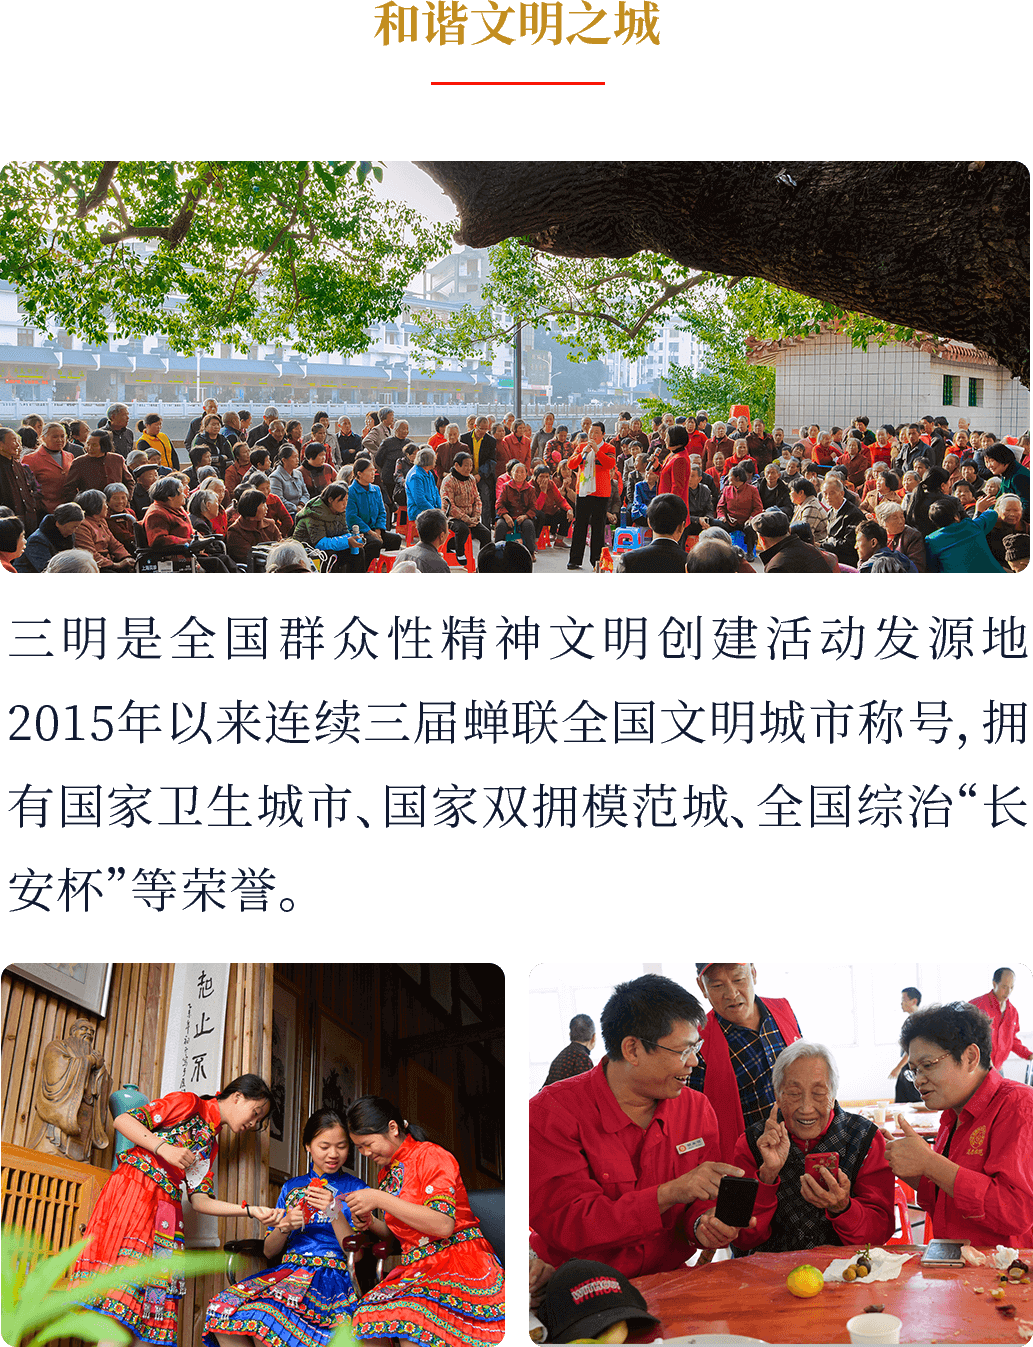 和谐文明之城
三明是全国群众性精神文明创建活动发源地
2015年以来连续三届蝉联全国文明城市称号，拥
有国家卫生城市、国家双拥模范城、全国综治“长
安杯”等荣誉。
止